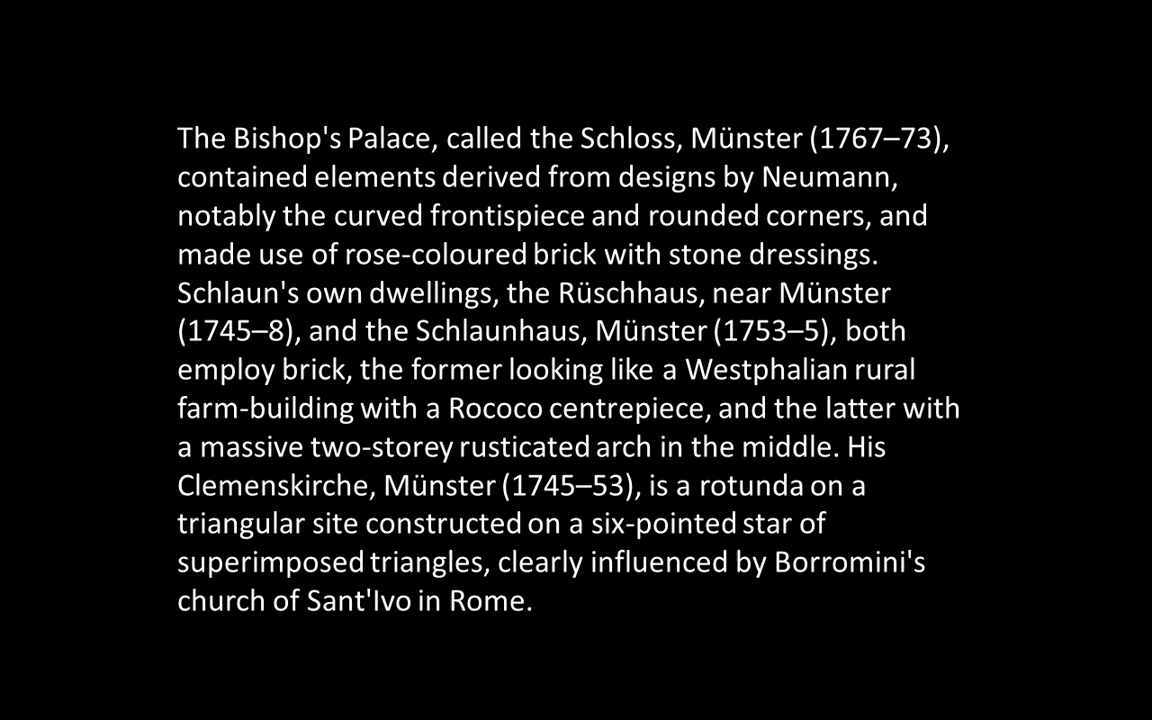 The Bishop's Palace, called the Schloss, Münster (1767–73),
contained elements derived from designs by Neumann,
notably the curved frontispiece and rounded corners, and
made use of rose-coloured brick with stone dressings.
Schlaun's own dwellings, the Rüschhaus, near Münster
(1745–8), and the Schlaunhaus, Münster (1753–5), both
employ brick, the former looking like a Westphalian rural
farm-building with a Rococo centrepiece, and the latter with
a massive two-storey rusticated arch in the middle. His
Clemenskirche, Münster (1745–53), is a rotunda on a
triangular site constructed on a six-pointed star of
superimposed triangles, clearly influenced by Borromini's
church of Sant'Ivo in Rome.